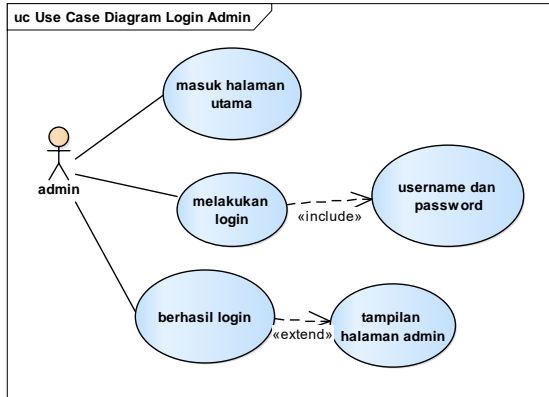 uc Use Case Diagram Login Admin
masuk halaman
utama
admin
melakukan
login
«include»
username dan
password
berhasil login
«extend»
tampilan
halaman admin